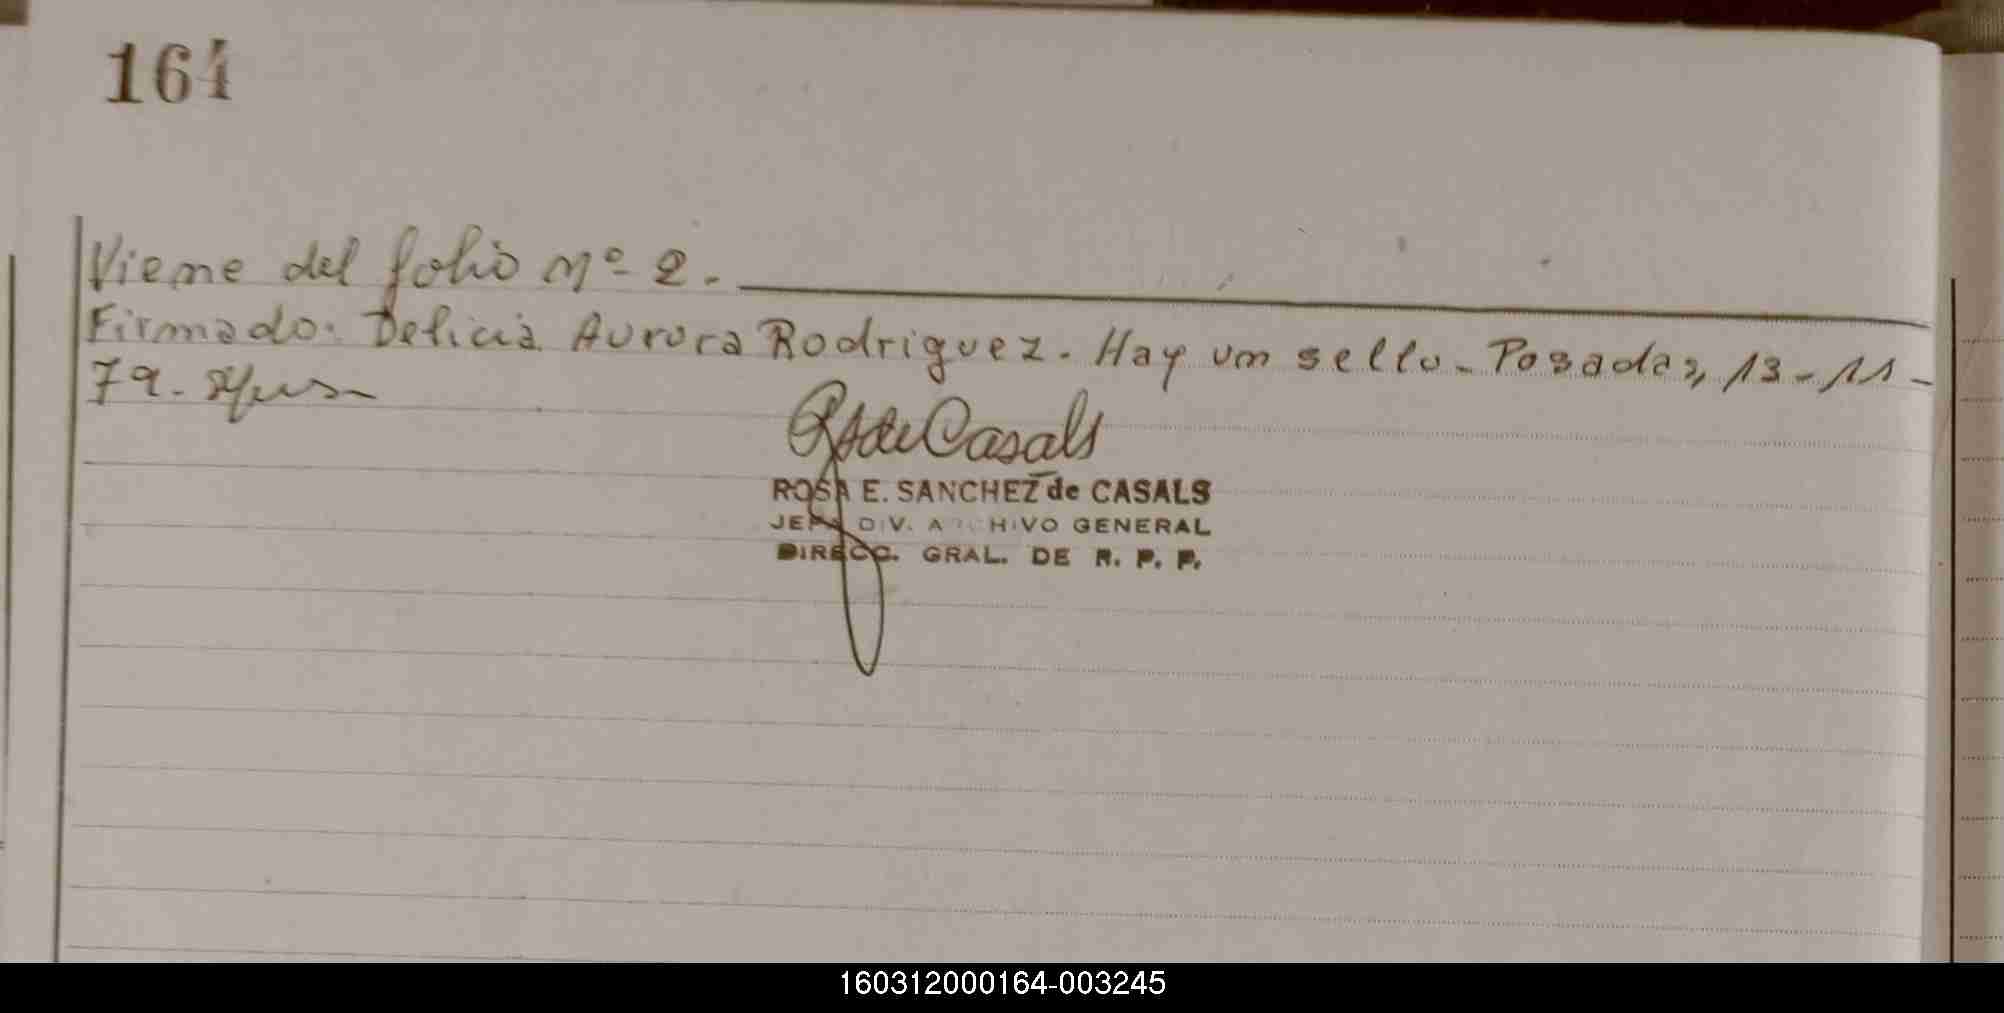 164
Viene del folio nº 2.
Firmado: Delicia Aurora Rodriguez. Hay un sello. Posadas, 13-11-
79.
ROSA E. SANCHEZ de CASALS
JEFA DIV. ARCHIVO GENERAL
DIRECC. GRAL. DE R. P. P.
160312000164-003245